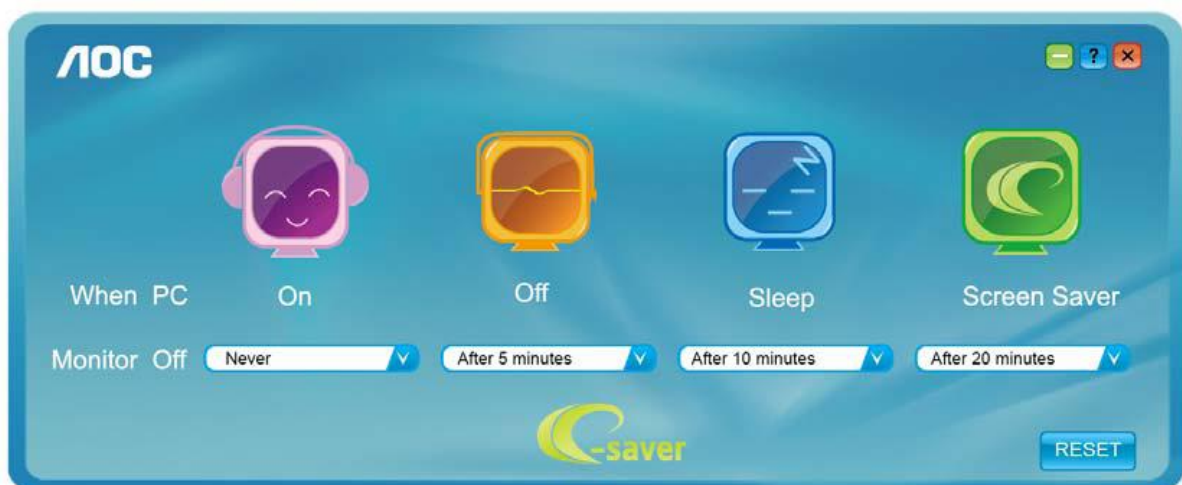 AOC
?
When PC On Off Sleep Screen Saver
Monitor Off Never After 5 minutes After 10 minutes After 20 minutes
e-saver
RESET